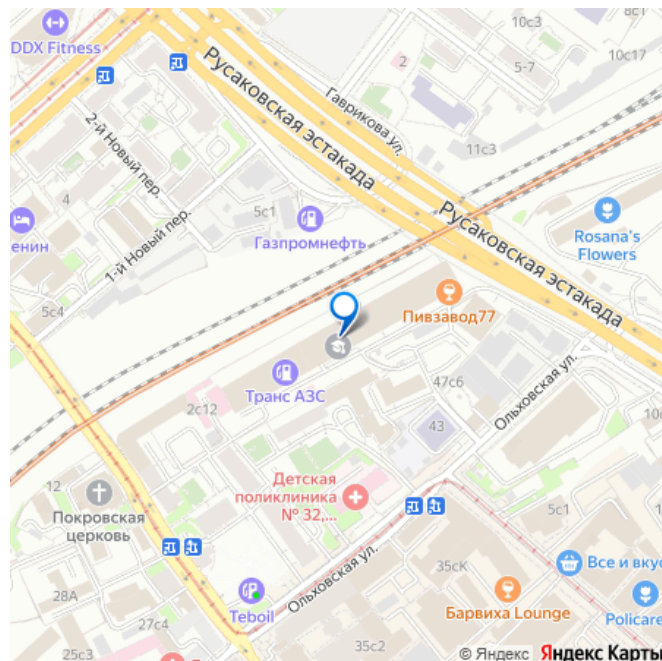 10с3
8с1
DDX Fitness
10с17
2
5-7
Русаковская эстакада
Гаврикова ул.
2-й Новый пер.
11с3
4
5с1
Газпромнефть
Русаковская эстакада
Rosana's
Flowers
енин
1-й Новый пер.
5с4
Пивзавод77
Транс АЗС
47с6
2с12
43
Ольховская ул.
Детская
поликлиника
№ 32,...
12
Покровская
церковь
5с1
35сК
Все и вкус
28А
Teboil
Ольховская ул.
Барвиха Lounge
Policare
27с4
25с3
35с2
© Яндекс Яндекс Карты